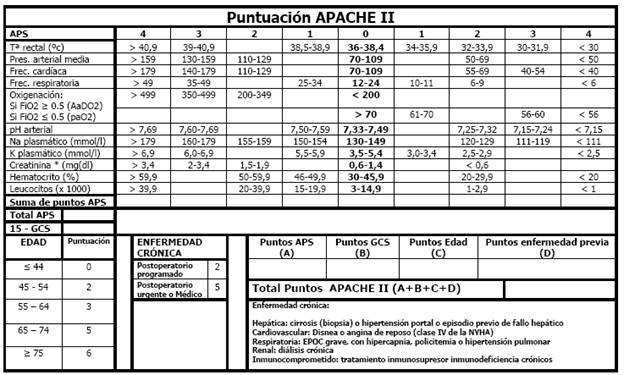 Puntuación APACHE II
APS 4 3 2 1 0 1 2 3 4
Tª rectal (ºc) > 40,9 39-40,9 38,5-38,9 36-38,4 34-35,9 32-33,9 30-31,9 < 30
Pres. arterial media > 159 130-159 110-129 70-109 50-69 < 50
Frec. cardíaca > 179 140-179 110-129 70-109 55-69 40-54 < 40
Frec. respiratoria > 49 35-49 25-34 12-24 10-11 6-9 < 6
Oxigenación: > 499 350-499 200-349 < 200
Si FiO2 ≥ 0.5 (AaDO2)
Si FiO2 ≤ 0.5 (paO2) > 70 61-70 56-60 < 56
pH arterial > 7,69 7,60-7,69 7,50-7,59 7,33-7,49 7,25-7,32 7,15-7,24 < 7,15
Na plasmático (mmol/l) > 179 160-179 155-159 150-154 130-149 120-129 111-119 < 111
K plasmático (mmol/l) > 6,9 6,0-6,9 5,5-5,9 3,5-5,4 3,0-3,4 2,5-2,9 < 2,5
Creatinina * (mg(dl) > 3,4 2-3,4 1,5-1,9 0,6-1,4 < 0,6
Hematocrito (%) > 59,9 50-59,9 46-49,9 30-45,9 20-29,9 < 20
Leucocitos (x 1000) > 39,9 20-39,9 15-19,9 3-14,9 1-2,9 < 1
Suma de puntos APS
Total APS
15 - GCS
EDAD Puntuación
≤ 44 0
45 - 54 2
55 – 64 3
65 – 74 5
≥ 75 6
ENFERMEDAD
CRÓNICA
Postoperatorio
programado 2
Postoperatorio
urgente o Médico 5
Puntos APS
(A)
Puntos GCS
(B)
Puntos Edad
(C)
Puntos enfermedad previa
(D)
Total Puntos APACHE II (A+B+C+D)
Enfermedad crónica:
Hepática: cirrosis (biopsia) o hipertensión portal o episodio previo de fallo hepático
Cardiovascular: Disnea o angina de reposo (clase IV de la NYHA)
Respiratoria: EPOC grave, con hipercapnia, policitemia o hipertensión pulmonar
Renal: diálisis crónica
Inmunocomprometido: tratamiento inmunosupresor inmunodeficiencia crónicos